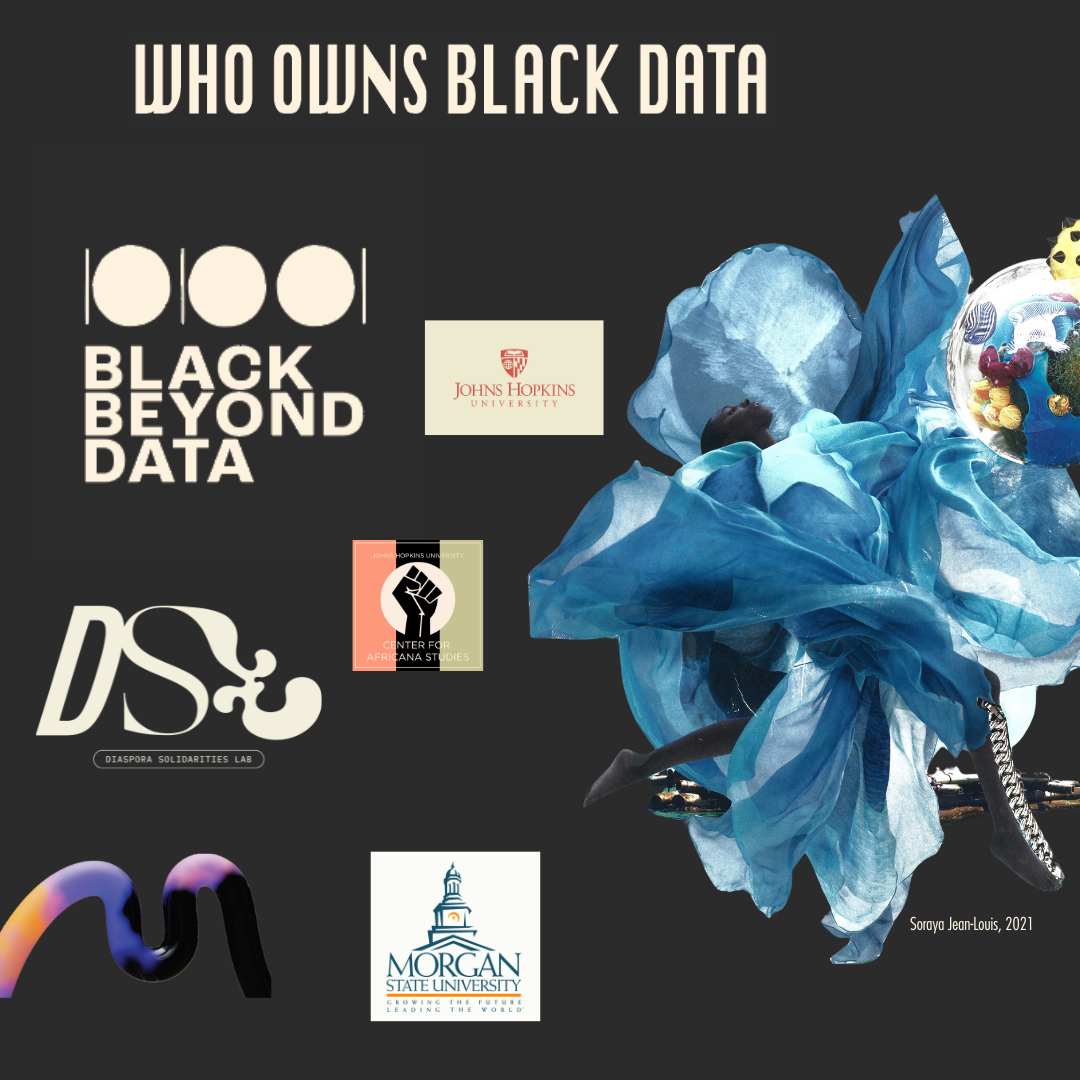 WHO OWNS BLACK DATA
BLACK
BEYOND
DATA
JOHNS HOPKINS
UNIVERSITY
JOHNS HOPKINS UNIVERSITY
CENTER FOR
AFRICANA STUDIES
DSL
DIASPORA SOLIDARITIES LAB
MORGAN
STATE UNIVERSITY
GROWING THE FUTURE
LEADING THE WORLD
Soraya Jean-Louis, 2021